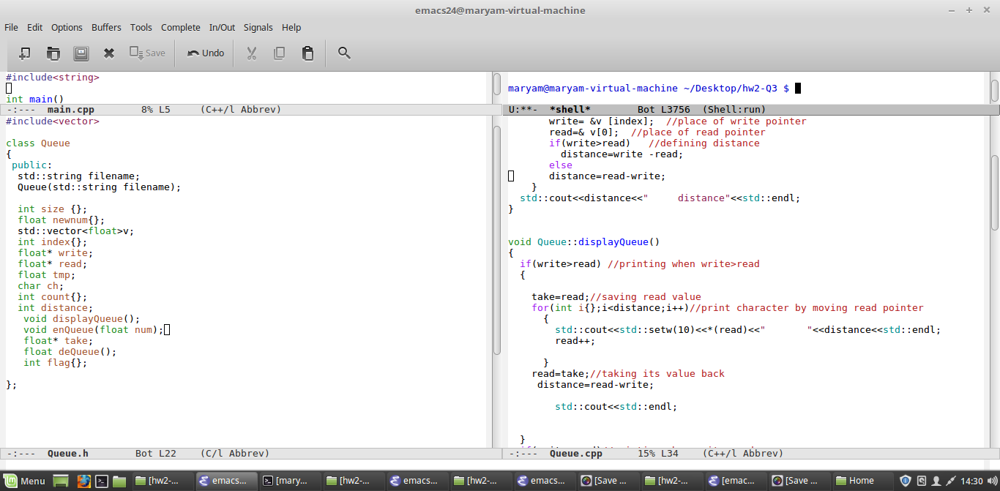 emacs24@maryam-virtual-machine
File Edit Options Buffers Tools Complete In/Out Signals Help
Save Undo
#include<string>
int main()
-:--- main.cpp 8% L5 (C++/l Abbrev)
#include<vector>
class Queue
{
public:
std::string filename;
Queue(std::string filename);
int size {};
float newnum{};
std::vector<float>v;
int index{};
float* write;
float* read;
float tmp;
char ch;
int count{};
int distance;
void displayQueue();
void enQueue(float num);
float* take;
float deQueue();
int flag{};
};
-:--- Queue.h Bot L22 (C/l Abbrev)
maryam@maryam-virtual-machine ~/Desktop/hw2-Q3 $
U:**- *shell* Bot L3756 (Shell:run)
write= &v [index]; //place of write pointer
read=& v[0]; //place of read pointer
if(write>read) //defining distance
distance=write -read;
else
distance=read-write;
}
std::cout<<distance<<" distance"<<std::endl;
}
void Queue::displayQueue()
{
if(write>read) //printing when write>read
{
take=read;//saving read value
for(int i{};i<distance;i++)//print character by moving read pointer
{
std::cout<<std::setw(10)<<*(read)<<" "<<distance<<std::endl;
read++;
}
read=take;//taking its value back
distance=read-write;
std::cout<<std::endl;
}
-:--- Queue.cpp 15% L34 (C++/l Abbrev)
Menu [hw2-... emacs... [mary... [hw2-... emacs... [hw2-... emacs... [Save ... [hw2-... [emac... [Save ... Home 14:30